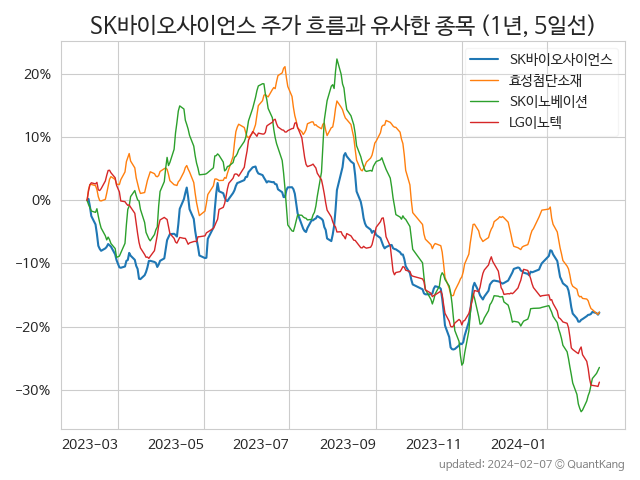 SK바이오사이언스 주가 흐름과 유사한 종목 (1년, 5일선)
SK바이오사이언스
효성첨단소재
SK이노베이션
LG이노텍
20%
10%
0%
−10%
−20%
−30%
2023-03
2023-05
2023-07
2023-09
2023-11
2024-01
updated: 2024-02-07 © QuantKang